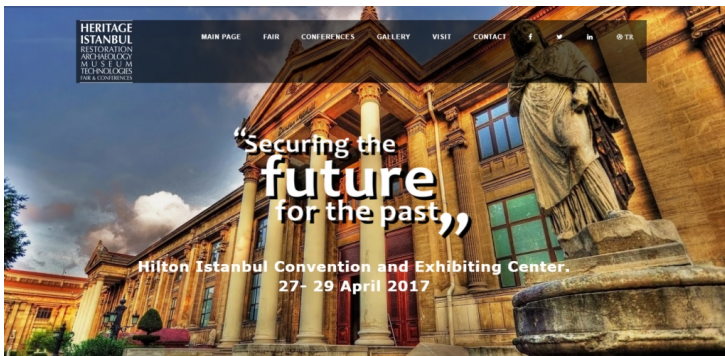 HERITAGE
ISTANBUL
RESTORATION
ARCHAEOLOGY
MUSEUM
TECHNOLOGIES
FAIR & CONFERENCES
MAIN PAGE FAIR CONFERENCES GALLERY VISIT CONTACT TR
“Securing the
future
for the past”
Hilton Istanbul Convention and Exhibiting Center.
27- 29 April 2017